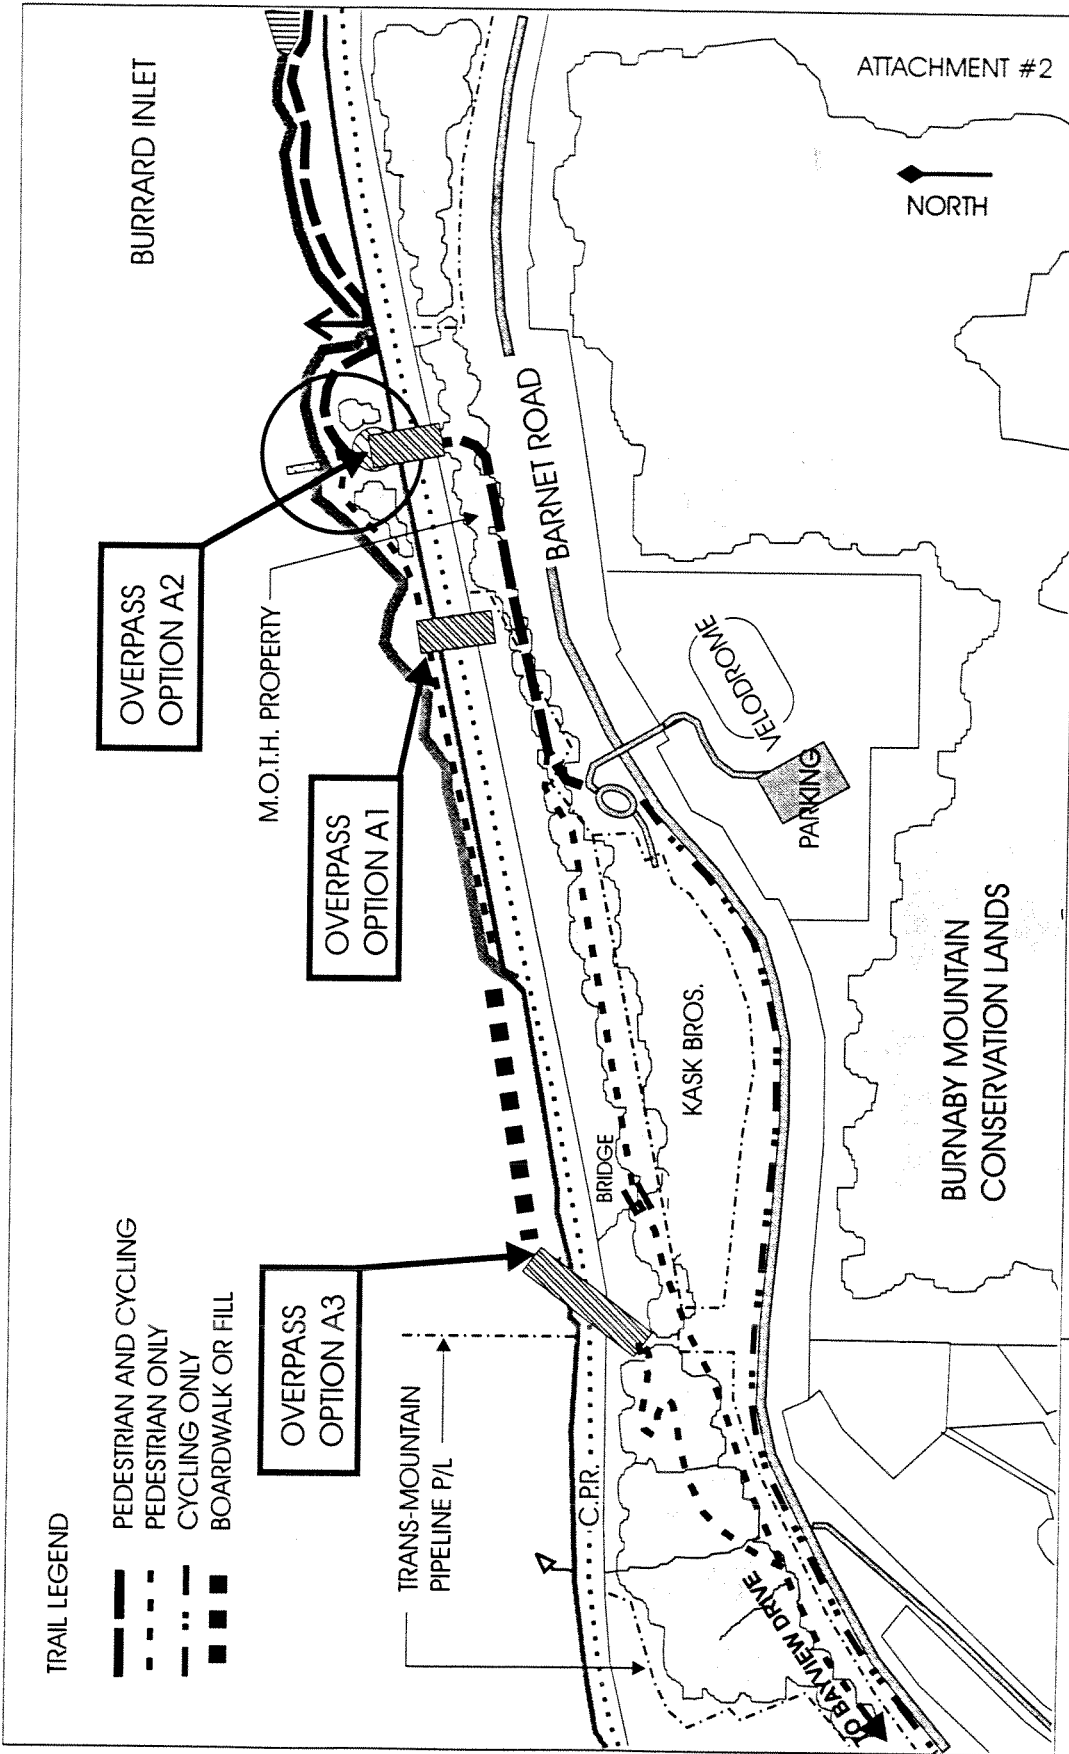 ATTACHMENT #2
NORTH
BURRARD INLET
OVERPASS
OPTION A2
M.O.T.H. PROPERTY
OVERPASS
OPTION A1
BARNET ROAD
VELODROME
PARKING
OVERPASS
OPTION A3
BRIDGE
KASK BROS.
BURNABY MOUNTAIN
CONSERVATION LANDS
TRAIL LEGEND
PEDESTRIAN AND CYCLING
PEDESTRIAN ONLY
CYCLING ONLY
BOARDWALK OR FILL
TRANS-MOUNTAIN
PIPELINE P/L
C.P.R.
TO BAYVIEW DRIVE